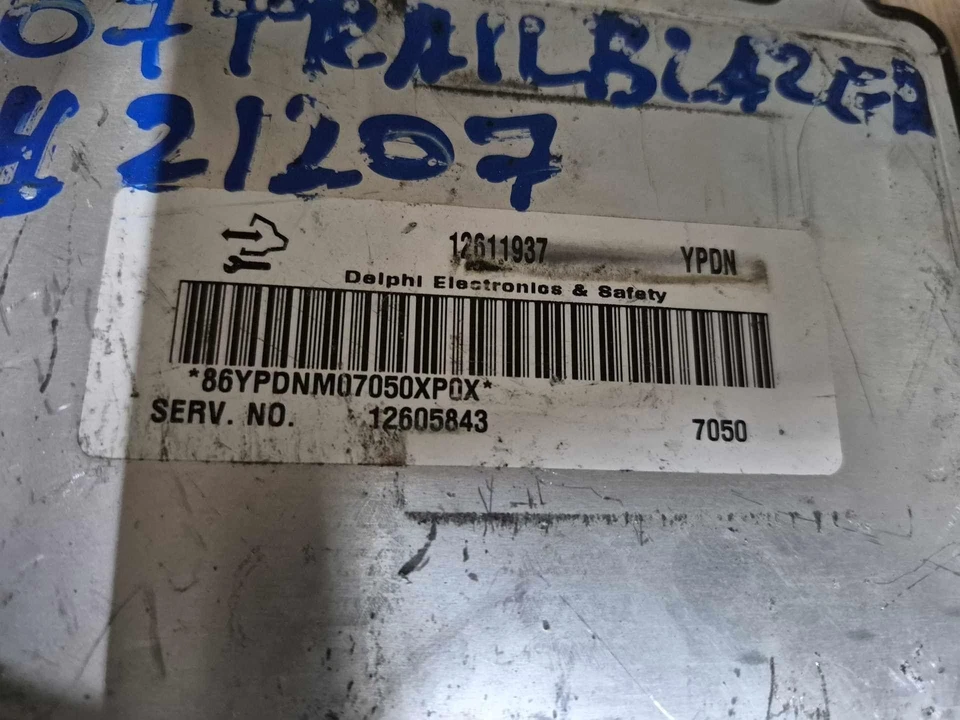 07 TRAILBLAZER
# 21207
12611937 YPDN
Delphi Electronics & Safety
*86YPDNM07050XP0X*
SERV. NO. 12605843 7050